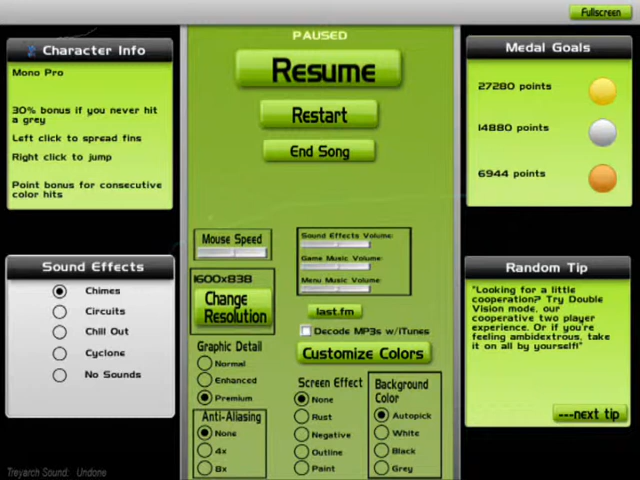 Fullscreen
PAUSED
Character Info
Mono Pro
30% bonus if you never hit
a grey
Left click to spread fins
Right click to jump
Point bonus for consecutive
color hits
Resume
Restart
End Song
Medal Goals
27280 points
14880 points
6944 points
Sound Effects
Chimes
Circuits
Chill Out
Cyclone
No Sounds
Mouse Speed
1600x838
Change
Resolution
Graphic Detail
Normal
Enhanced
Premium
Anti-Aliasing
None
4x
8x
Sound Effects Volume:
Game Music Volume:
Menu Music Volume:
last.fm
Decode MP3s w/iTunes
Customize Colors
Screen Effect
None
Rust
Negative
Outline
Paint
Background
Color
Autopick
White
Black
Grey
Random Tip
"Looking for a little
cooperation? Try Double
Vision mode, our
cooperative two player
experience. Or if you're
feeling ambidextrous, take
it on all by yourself!"
---next tip
Treyarch Sound: Undone